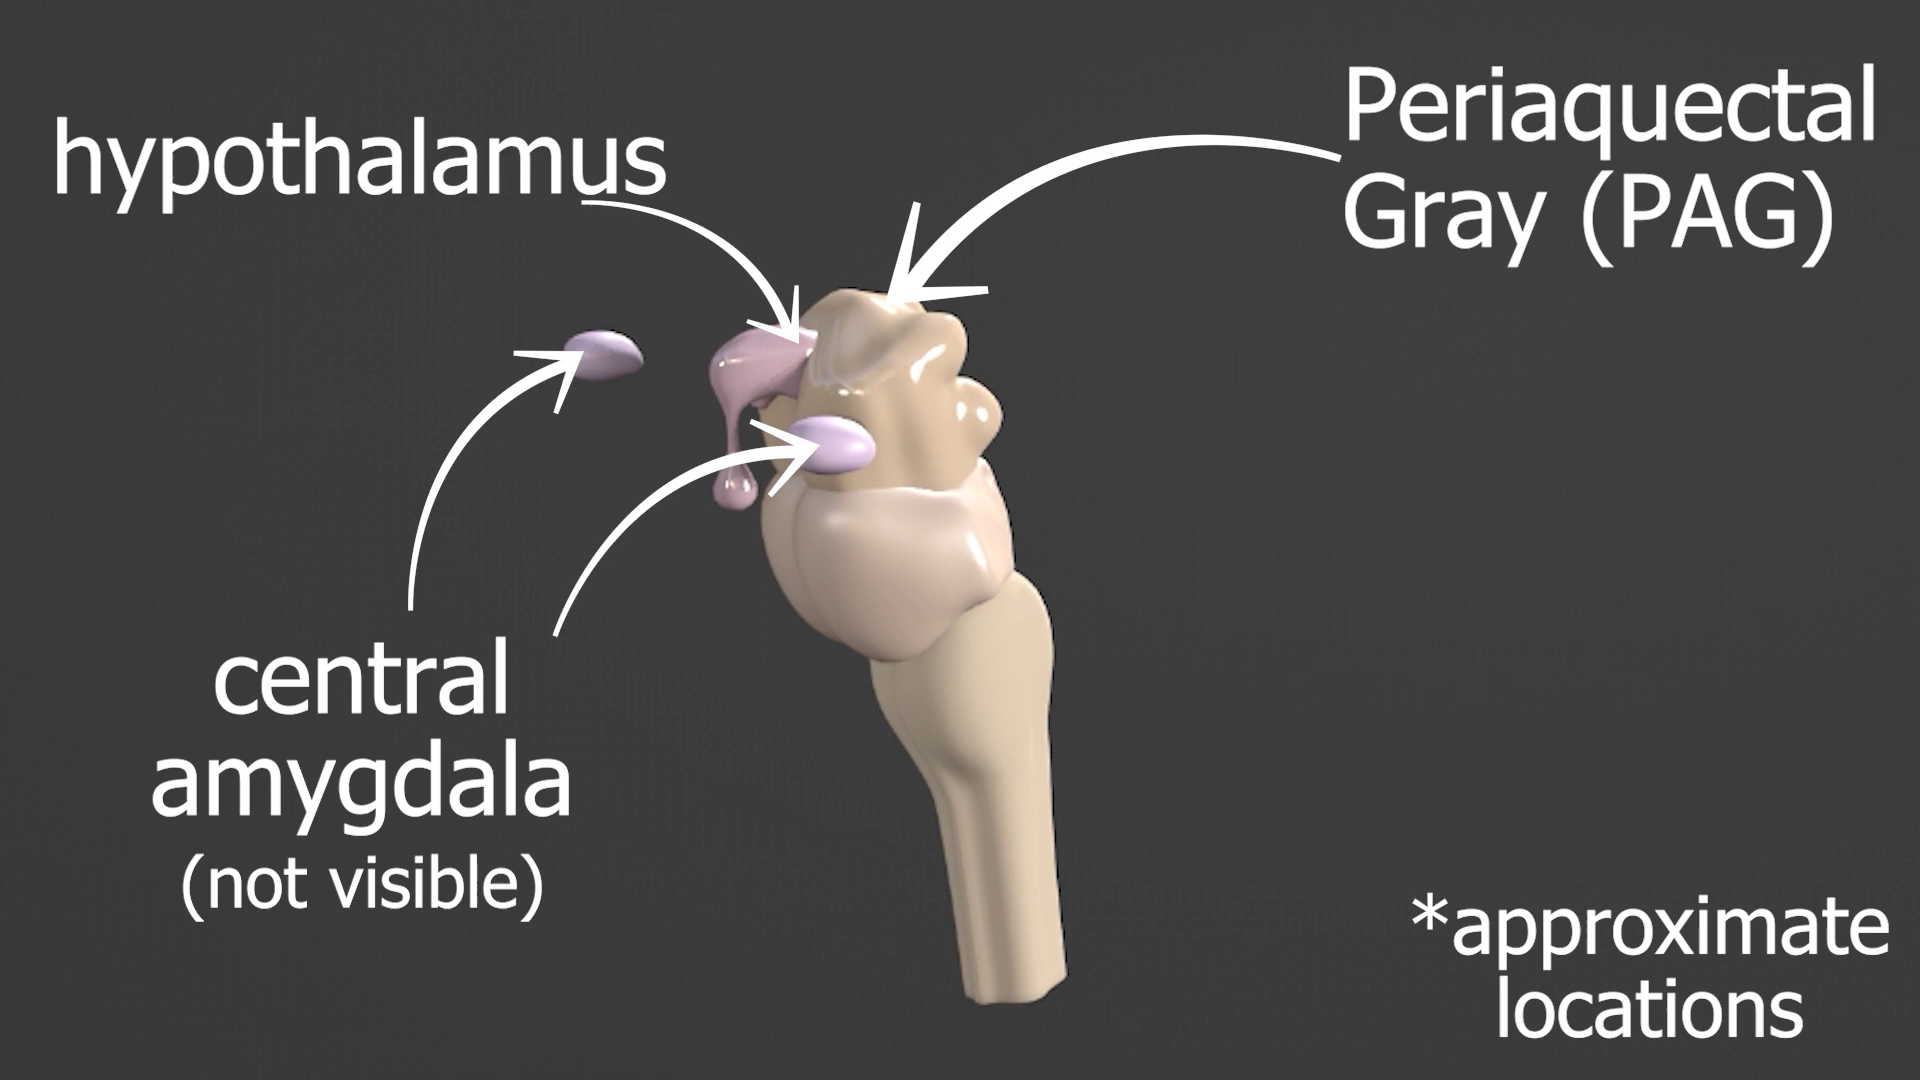 hypothalamus
Periaquectal
Gray (PAG)
central
amygdala
(not visible)
*approximate
locations